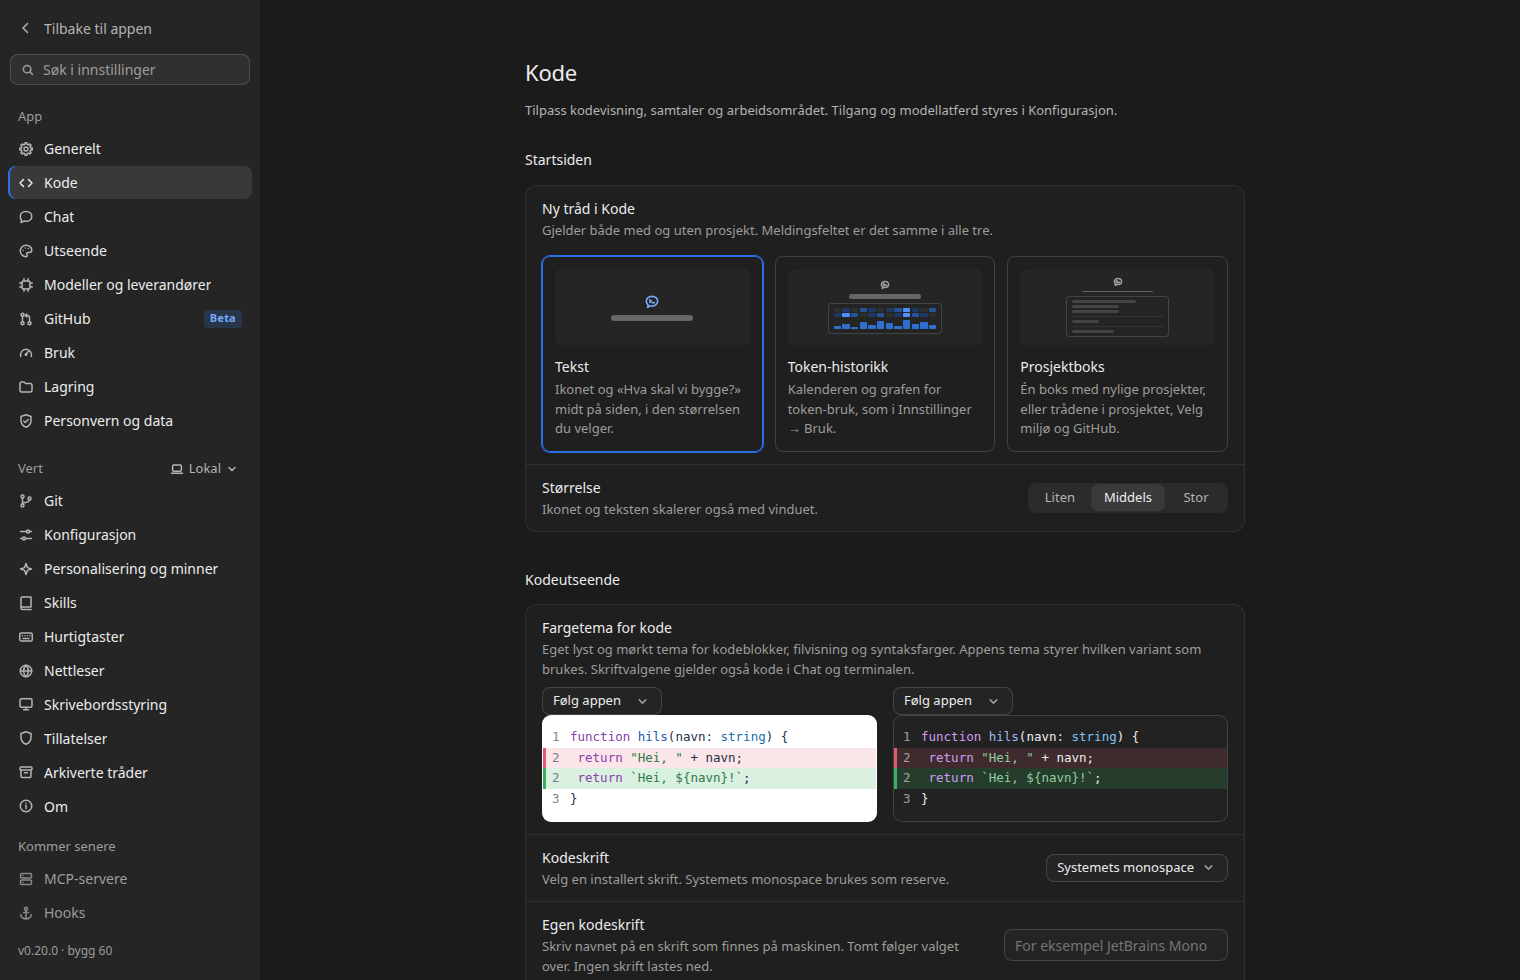 Tilbake til appen
Søk i innstillinger
App
Generelt
Kode
Chat
Utseende
Modeller og leverandører
GitHub
Beta
Bruk
Lagring
Personvern og data
Vert
Lokal
Git
Konfigurasjon
Personalisering og minner
Skills
Hurtigtaster
Nettleser
Skrivebordsstyring
Tillatelser
Arkiverte tråder
Om
Kommer senere
MCP-servere
Hooks
v0.20.0 · bygg 60
Kode
Tilpass kodevisning, samtaler og arbeidsområdet. Tilgang og modellatferd styres i Konfigurasjon.
Startsiden
Ny tråd i Kode
Gjelder både med og uten prosjekt. Meldingsfeltet er det samme i alle tre.
Tekst
Ikonet og «Hva skal vi bygge?»
midt på siden, i den størrelsen
du velger.
Token-historikk
Kalenderen og grafen for
token-bruk, som i Innstillinger
→ Bruk.
Prosjektboks
Én boks med nylige prosjekter,
eller trådene i prosjektet, Velg
miljø og GitHub.
Størrelse
Ikonet og teksten skalerer også med vinduet.
Liten
Middels
Stor
Kodeutseende
Fargetema for kode
Eget lyst og mørkt tema for kodeblokker, filvisning og syntaksfarger. Appens tema styrer hvilken variant som
brukes. Skriftvalgene gjelder også kode i Chat og terminalen.
Følg appen
1 function hils(navn: string) {
2 return "Hei, " + navn;
2 return `Hei, ${navn}!`;
3 }
Følg appen
1 function hils(navn: string) {
2 return "Hei, " + navn;
2 return `Hei, ${navn}!`;
3 }
Kodeskrift
Velg en installert skrift. Systemets monospace brukes som reserve.
Systemets monospace
Egen kodeskrift
Skriv navnet på en skrift som finnes på maskinen. Tomt følger valget
over. Ingen skrift lastes ned.
For eksempel JetBrains Mono